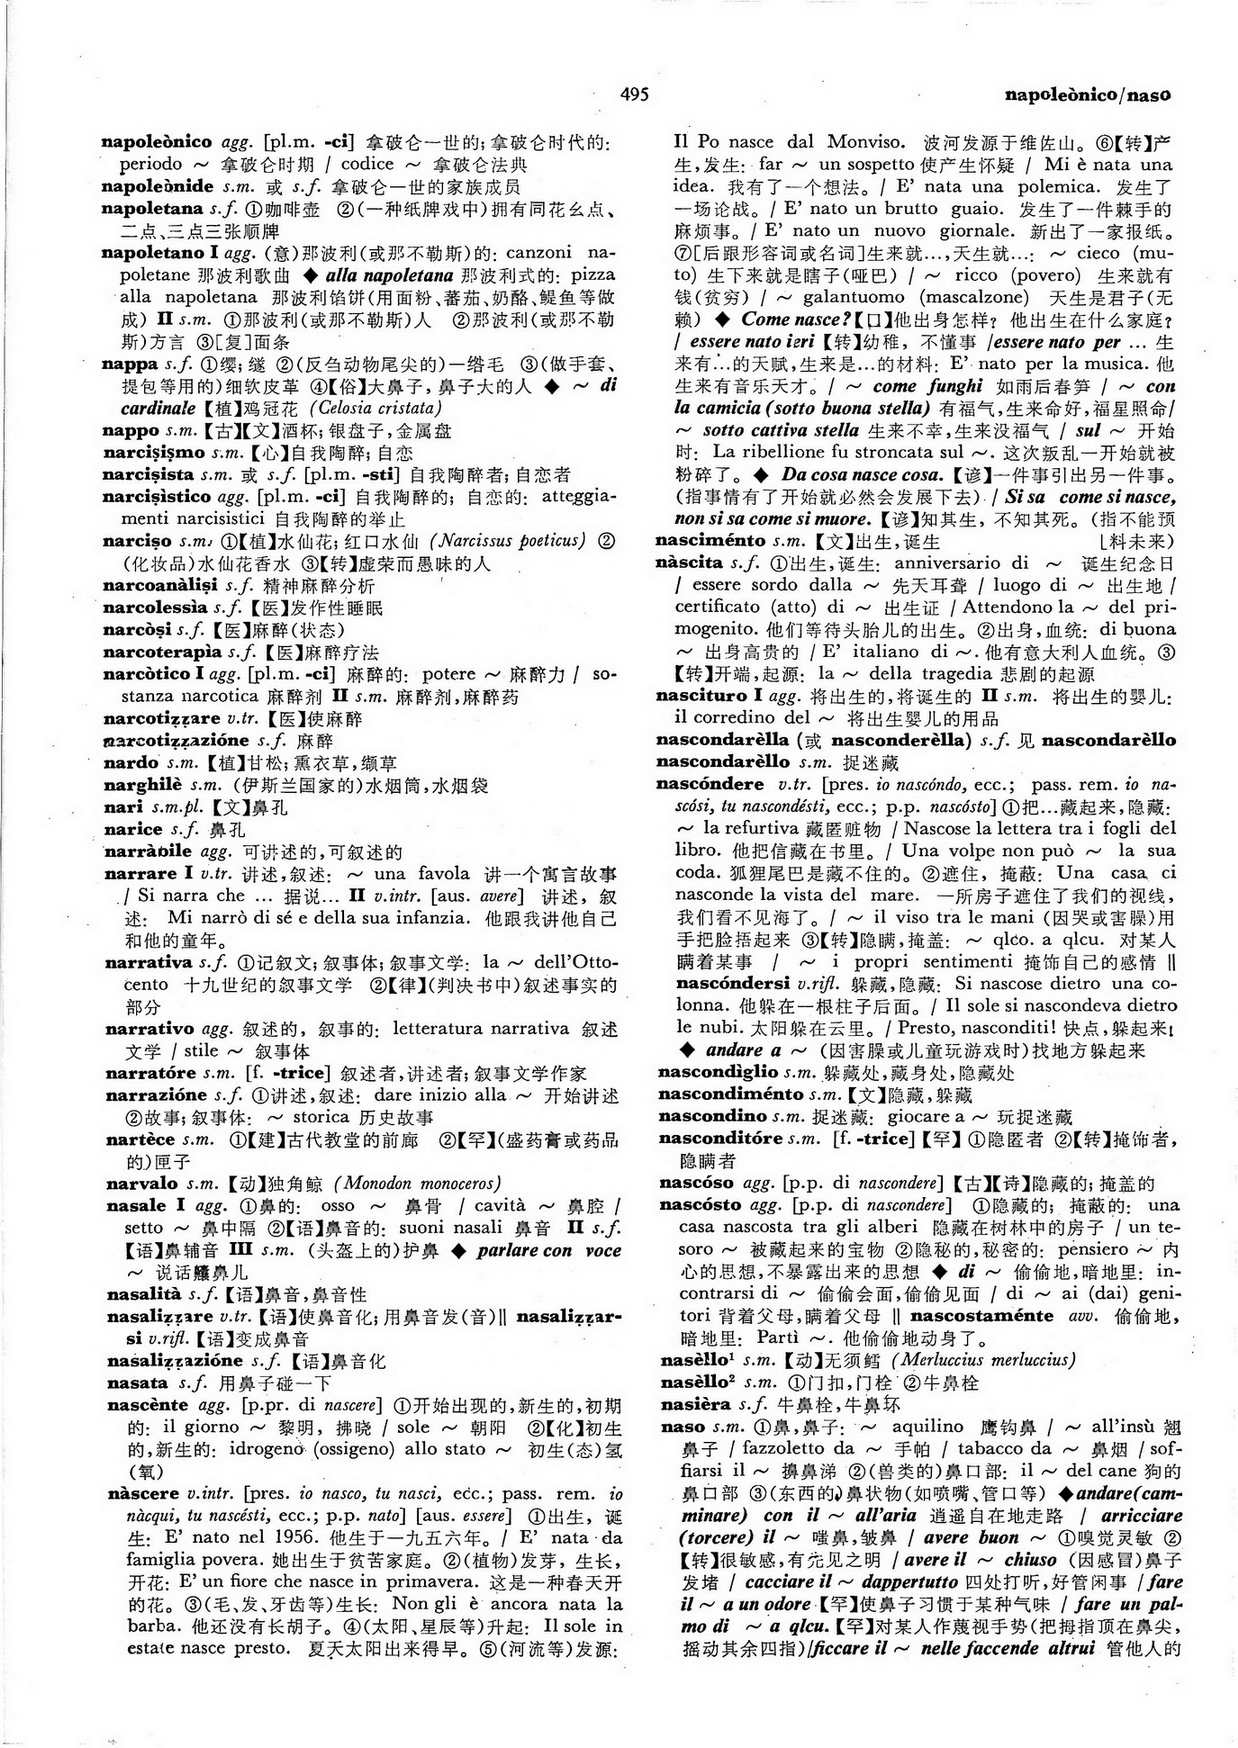 495
napoleònico/naso
napoleònico agg. [pl.m. -ci] 拿破仑一世的; 拿破仑时代的:
periodo ～ 拿破仑时期 / codice ～ 拿破仑法典
napoleònide s.m. 或 s.f. 拿破仑一世的家族成员
napoletana s.f. ①咖啡壶 ②(一种纸牌戏中)拥有同花幺点、
二点、三点三张顺牌
napoletano I agg. (意)那波利(或那不勒斯)的: canzoni na-
poletane 那波利歌曲 ◆ alla napoletana 那波利式的: pizza
alla napoletana 那波利馅饼(用面粉、蕃茄、奶酪、鳀鱼等做
成) II s.m. ①那波利(或那不勒斯)人 ②那波利(或那不勒
斯)方言 ③[复]面条
nappa s.f. ①缨; 繸 ②(反刍动物尾尖的)一绺毛 ③(做手套、
提包等用的)细软皮革 ④【俗】大鼻子, 鼻子大的人 ◆ ～ di
cardinale 【植】鸡冠花 (Celosia cristata)
nappo s.m. 【古】【文】酒杯; 银盘子, 金属盘
narciṣiṣmo s.m. 【心】自我陶醉; 自恋
narciṣista s.m. 或 s.f. [pl.m. -sti] 自我陶醉者; 自恋者
narciṣìstico agg. [pl.m. -ci] 自我陶醉的; 自恋的: atteggia-
menti narcisistici 自我陶醉的举止
narciṣo s.m. ①【植】水仙花; 红口水仙 (Narcissus poeticus) ②
(化妆品)水仙花香水 ③【转】虚荣而愚昧的人
narcoanàliṣi s.f. 精神麻醉分析
narcolessìa s.f. 【医】发作性睡眠
narcòṣi s.f. 【医】麻醉(状态)
narcoterapìa s.f. 【医】麻醉疗法
narcòtico I agg. [pl.m. -ci] 麻醉的: potere ～ 麻醉力 / so-
stanza narcotica 麻醉剂 II s.m. 麻醉剂, 麻醉药
narcotiẓẓare v.tr. 【医】使麻醉
narcotiẓẓazióne s.f. 麻醉
nardo s.m. 【植】甘松; 熏衣草, 缬草
narghilè s.m. (伊斯兰国家的)水烟筒, 水烟袋
nari s.m.pl. 【文】鼻孔
narice s.f. 鼻孔
narràbile agg. 可讲述的, 可叙述的
narrare I v.tr. 讲述, 叙述: ～ una favola 讲一个寓言故事
/ Si narra che … 据说… II v.intr. [aus. avere] 讲述, 叙
述: Mi narrò di sé e della sua infanzia. 他跟我讲他自己
和他的童年。
narrativa s.f. ①记叙文; 叙事体; 叙事文学: la ～ dell'Otto-
cento 十九世纪的叙事文学 ②【律】(判决书中)叙述事实的
部分
narrativo agg. 叙述的, 叙事的: letteratura narrativa 叙述
文学 / stile ～ 叙事体
narratóre s.m. [f. -trice] 叙述者, 讲述者; 叙事文学作家
narrazióne s.f. ①讲述, 叙述: dare inizio alla ～ 开始讲述
②故事; 叙事体: ～ storica 历史故事
nartèce s.m. ①【建】古代教堂的前廊 ②【罕】(盛药膏或药品
的)匣子
narvalo s.m. 【动】独角鲸 (Monodon monoceros)
nasale I agg. ①鼻的: osso ～ 鼻骨 / cavità ～ 鼻腔 /
setto ～ 鼻中隔 ②【语】鼻音的: suoni nasali 鼻音 II s.f.
【语】鼻辅音 III s.m. (头盔上的)护鼻 ◆ parlare con voce
～ 说话齉鼻儿
nasalità s.f. 【语】鼻音, 鼻音性
nasaliẓẓare v.tr. 【语】使鼻音化; 用鼻音发(音) ‖ nasaliẓẓar-
si v.rifl. 【语】变成鼻音
nasaliẓẓazióne s.f. 【语】鼻音化
nasata s.f. 用鼻子碰一下
nascènte agg. [p.pr. di nascere] ①开始出现的, 新生的, 初期
的: il giorno ～ 黎明, 拂晓 / sole ～ 朝阳 ②【化】初生
的, 新生的: idrogeno (ossigeno) allo stato ～ 初生(态)氢
(氧)
nàscere v.intr. [pres. io nasco, tu nasci, ecc.; pass. rem. io
nàcqui, tu nascésti, ecc.; p.p. nato] [aus. essere] ①出生, 诞
生: E' nato nel 1956. 他生于一九五六年。/ E' nata da
famiglia povera. 她出生于贫苦家庭。②(植物)发芽, 生长,
开花: E' un fiore che nasce in primavera. 这是一种春天开
的花。③(毛、发、牙齿等)生长: Non gli è ancora nata la
barba. 他还没有长胡子。④(太阳、星辰等)升起: Il sole in
estate nasce presto. 夏天太阳出来得早。⑤(河流等)发源:
Il Po nasce dal Monviso. 波河发源于维佐山。⑥【转】产
生, 发生: far ～ un sospetto 使产生怀疑 / Mi è nata una
idea. 我有了一个想法。/ E' nata una polemica. 发生了
一场论战。/ E' nato un brutto guaio. 发生了一件棘手的
麻烦事。/ E' nato un nuovo giornale. 新出了一家报纸。
⑦[后跟形容词或名词]生来就…, 天生就…: ～ cieco (mu-
to) 生下来就是瞎子(哑巴) / ～ ricco (povero) 生来就有
钱(贫穷) / ～ galantuomo (mascalzone) 天生是君子(无
赖) ◆ Come nasce? 【口】他出身怎样? 他出生在什么家庭?
/ essere nato ieri 【转】幼稚, 不懂事 / essere nato per … 生
来有…的天赋, 生来是…的材料: E' nato per la musica. 他
生来有音乐天才。/ ～ come funghi 如雨后春笋 / ～ con
la camicia (sotto buona stella) 有福气, 生来命好, 福星照命/
～ sotto cattiva stella 生来不幸, 生来没福气 / sul ～ 开始
时: La ribellione fu stroncata sul ～. 这次叛乱一开始就被
粉碎了。◆ Da cosa nasce cosa. 【谚】一件事引出另一件事。
(指事情有了开始就必然会发展下去) / Si sa come si nasce,
non si sa come si muore. 【谚】知其生, 不知其死。(指不能预
nasciménto s.m. 【文】出生, 诞生 [料未来)
nàscita s.f. ①出生, 诞生: anniversario di ～ 诞生纪念日
/ essere sordo dalla ～ 先天耳聋 / luogo di ～ 出生地 /
certificato (atto) di ～ 出生证 / Attendono la ～ del pri-
mogenito. 他们等待头胎儿的出生。②出身, 血统: di buona
～ 出身高贵的 / E' italiano di ～. 他有意大利人血统。③
【转】开端, 起源: la ～ della tragedia 悲剧的起源
nascituro I agg. 将出生的, 将诞生的 II s.m. 将出生的婴儿:
il corredino del ～ 将出生婴儿的用品
nascondarèlla (或 nasconderèlla) s.f. 见 nascondarèllo
nascondarèllo s.m. 捉迷藏
nascóndere v.tr. [pres. io nascóndo, ecc.; pass. rem. io na-
scósi, tu nascondésti, ecc.; p.p. nascósto] ①把…藏起来, 隐藏:
～ la refurtiva 藏匿赃物 / Nascose la lettera tra i fogli del
libro. 他把信藏在书里。/ Una volpe non può ～ la sua
coda. 狐狸尾巴是藏不住的。②遮住, 掩蔽: Una casa ci
nasconde la vista del mare. 一所房子遮住了我们的视线,
我们看不见海了。/ ～ il viso tra le mani (因哭或害臊)用
手把脸捂起来 ③【转】隐瞒, 掩盖: ～ qlco. a qlcu. 对某人
瞒着某事 / ～ i propri sentimenti 掩饰自己的感情 ‖
nascóndersi v.rifl. 躲藏, 隐藏: Si nascose dietro una co-
lonna. 他躲在一根柱子后面。/ Il sole si nascondeva dietro
le nubi. 太阳躲在云里。/ Presto, nasconditi! 快点, 躲起来!
◆ andare a ～ (因害臊或儿童玩游戏时)找地方躲起来
nascondìglio s.m. 躲藏处, 藏身处, 隐藏处
nascondiménto s.m. 【文】隐藏, 躲藏
nascondino s.m. 捉迷藏: giocare a ～ 玩捉迷藏
nasconditóre s.m. [f. -trice] 【罕】 ①隐匿者 ②【转】掩饰者,
隐瞒者
nascóso agg. [p.p. di nascondere] 【古】【诗】隐藏的; 掩盖的
nascósto agg. [p.p. di nascondere] ①隐藏的; 掩蔽的: una
casa nascosta tra gli alberi 隐藏在树林中的房子 / un te-
soro ～ 被藏起来的宝物 ②隐秘的, 秘密的: pensiero ～ 内
心的思想, 不暴露出来的思想 ◆ di ～ 偷偷地, 暗地里: in-
contrarsi di ～ 偷偷会面, 偷偷见面 / di ～ ai (dai) geni-
tori 背着父母, 瞒着父母 ‖ nascostaménte avv. 偷偷地,
暗地里: Partì ～. 他偷偷地动身了。
nasèllo¹ s.m. 【动】无须鳕 (Merluccius merluccius)
nasèllo² s.m. ①门扣, 门栓 ②牛鼻栓
nasièra s.f. 牛鼻栓, 牛鼻环
naso s.m. ①鼻, 鼻子: ～ aquilino 鹰钩鼻 / ～ all'insù 翘
鼻子 / fazzoletto da ～ 手帕 / tabacco da ～ 鼻烟 / sof-
fiarsi il ～ 擤鼻涕 ②(兽类的)鼻口部: il ～ del cane 狗的
鼻口部 ③(东西的)鼻状物(如喷嘴、管口等) ◆ andare (cam-
minare) con il ～ all'aria 逍遥自在地走路 / arricciare
(torcere) il ～ 嗤鼻, 皱鼻 / avere buon ～ ①嗅觉灵敏 ②
【转】很敏感, 有先见之明 / avere il ～ chiuso (因感冒)鼻子
发堵 / cacciare il ～ dappertutto 四处打听, 好管闲事 / fare
il ～ a un odore 【罕】使鼻子习惯于某种气味 / fare un pal-
mo di ～ a qlcu. 【罕】对某人作蔑视手势(把拇指顶在鼻尖,
摇动其余四指) / ficcare il ～ nelle faccende altrui 管他人的